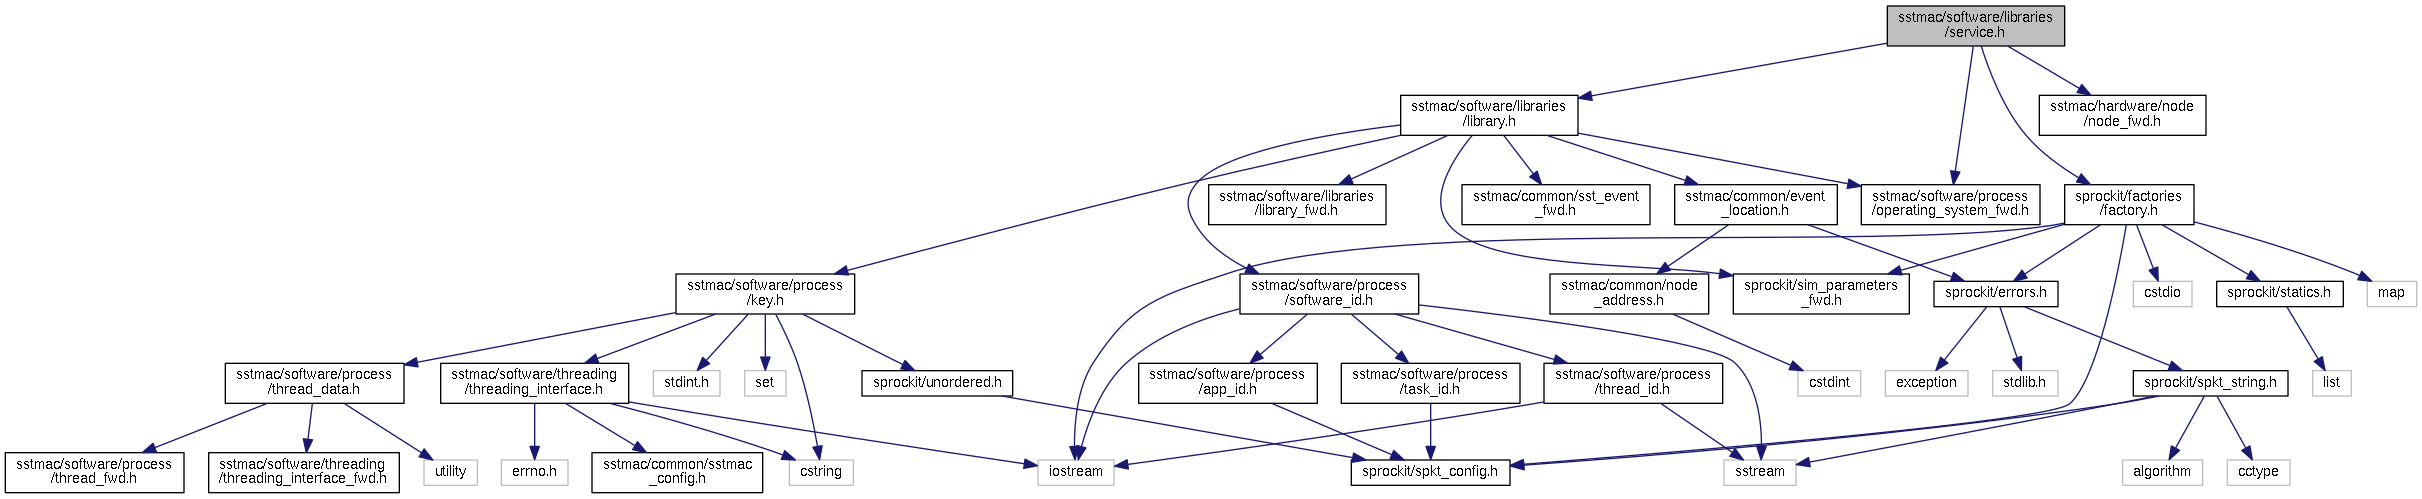 sstmac/software/libraries
/service.h
sstmac/software/libraries
/library.h
sstmac/hardware/node
/node_fwd.h
sstmac/software/libraries
/library_fwd.h
sstmac/common/sst_event
_fwd.h
sstmac/common/event
_location.h
sstmac/software/process
/operating_system_fwd.h
sprockit/factories
/factory.h
sstmac/software/process
/key.h
sstmac/software/process
/software_id.h
sstmac/common/node
_address.h
sprockit/sim_parameters
_fwd.h
sprockit/errors.h
cstdio
sprockit/statics.h
map
sstmac/software/process
/thread_data.h
sstmac/software/threading
/threading_interface.h
stdint.h
set
sprockit/unordered.h
sstmac/software/process
/app_id.h
sstmac/software/process
/task_id.h
sstmac/software/process
/thread_id.h
cstdint
exception
stdlib.h
sprockit/spkt_string.h
list
sstmac/software/process
/thread_fwd.h
sstmac/software/threading
/threading_interface_fwd.h
utility
errno.h
sstmac/common/sstmac
_config.h
cstring
iostream
sprockit/spkt_config.h
sstream
algorithm
cctype